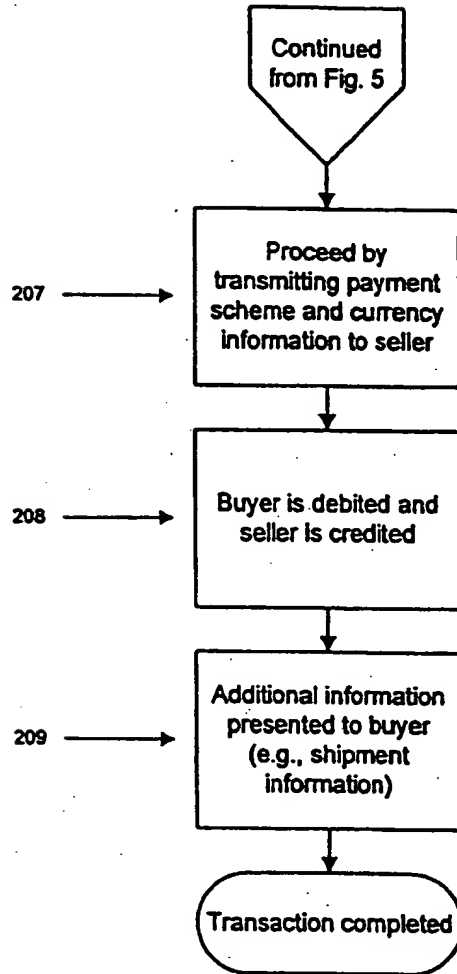 Continued
from Fig. 5
207
Proceed by
transmitting payment
scheme and currency
information to seller
208
Buyer is debited and
seller is credited
209
Additional information
presented to buyer
(e.g., shipment
information)
Transaction completed